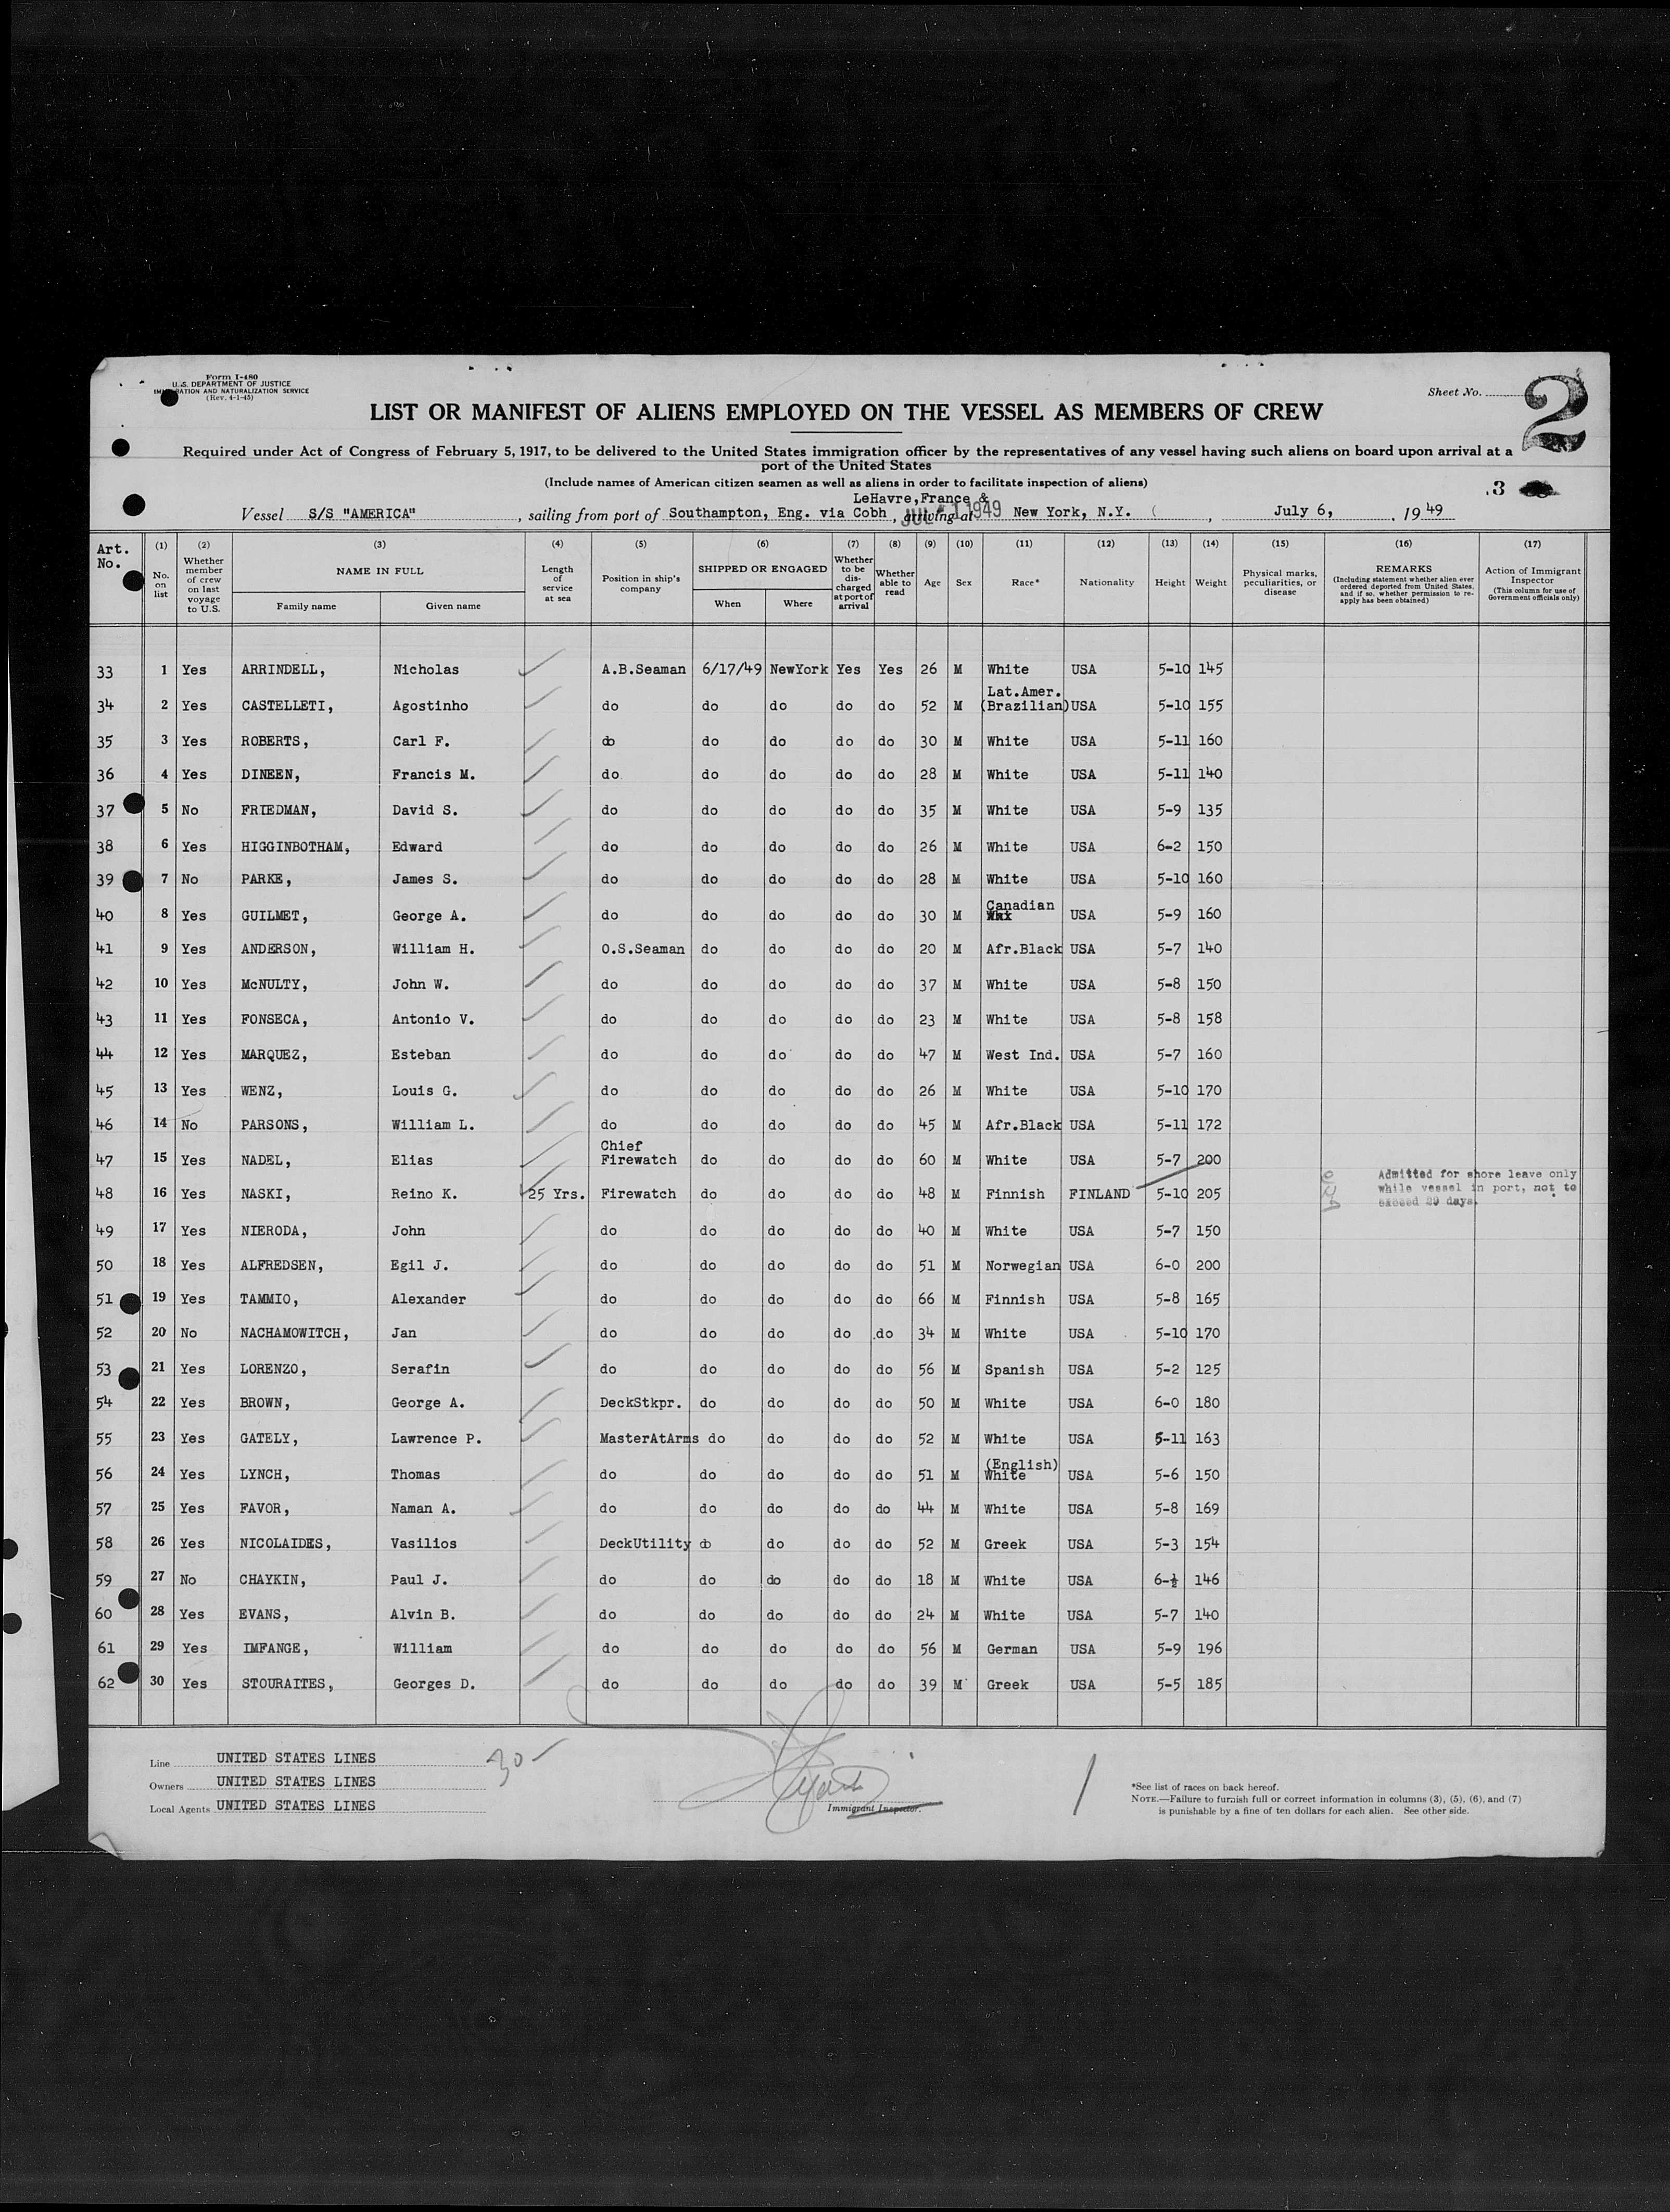 Form I-480
U. S. DEPARTMENT OF JUSTICE
IMMIGRATION AND NATURALIZATION SERVICE
(Rev. 4-1-45)
Sheet No.
2
LIST OR MANIFEST OF ALIENS EMPLOYED ON THE VESSEL AS MEMBERS OF CREW
Required under Act of Congress of February 5, 1917, to be delivered to the United States immigration officer by the representatives of any vessel having such aliens on board upon arrival at a
port of the United States
(Include names of American citizen seamen as well as aliens in order to facilitate inspection of aliens)
3
LeHavre, France &
Vessel S/S "AMERICA", sailing from port of Southampton, Eng. via Cobh, arriving at New York, N.Y. ( , July 6, , 1949
Art. No. (1) No. on list (2) Whether member of crew on last voyage to U.S. (3) NAME IN FULL Family name Given name (4) Length of service at sea (5) Position in ship's company (6) SHIPPED OR ENGAGED When Where (7) Whether to be discharged at port of arrival (8) Whether able to read (9) Age (10) Sex (11) Race* (12) Nationality (13) Height (14) Weight (15) Physical marks, peculiarities, or disease (16) REMARKS (Including statement whether alien ever ordered deported from United States, and if so, whether permission to reapply has been obtained) (17) Action of Immigrant Inspector (This column for use of Government officials only)
33 1 Yes ARRINDELL, Nicholas A.B.Seaman 6/17/49 NewYork Yes Yes 26 M White USA 5-10 145
34 2 Yes CASTELLETI, Agostinho do do do do do 52 M Lat.Amer. (Brazilian) USA 5-10 155
35 3 Yes ROBERTS, Carl F. do do do do do 30 M White USA 5-11 160
36 4 Yes DINEEN, Francis M. do do do do do 28 M White USA 5-11 140
37 5 No FRIEDMAN, David S. do do do do do 35 M White USA 5-9 135
38 6 Yes HIGGINBOTHAM, Edward do do do do do 26 M White USA 6-2 150
39 7 No PARKE, James S. do do do do do 28 M White USA 5-10 160
40 8 Yes GUILMET, George A. do do do do do 30 M Canadian USA 5-9 160
41 9 Yes ANDERSON, William H. O.S.Seaman do do do do 20 M Afr.Black USA 5-7 140
42 10 Yes McNULTY, John W. do do do do do 37 M White USA 5-8 150
43 11 Yes FONSECA, Antonio V. do do do do do 23 M White USA 5-8 158
44 12 Yes MARQUEZ, Esteban do do do do do 47 M West Ind. USA 5-7 160
45 13 Yes WENZ, Louis G. do do do do do 26 M White USA 5-10 170
46 14 No PARSONS, William L. do do do do do 45 M Afr.Black USA 5-11 172
47 15 Yes NADEL, Elias Chief Firewatch do do do do 60 M White USA 5-7 200
48 16 Yes NASKI, Reino K. 25 Yrs. Firewatch do do do do 48 M Finnish FINLAND 5-10 205 Admitted for shore leave only while vessel in port, not to exceed 29 days.
49 17 Yes NIERODA, John do do do do do 40 M White USA 5-7 150
50 18 Yes ALFREDSEN, Egil J. do do do do do 51 M Norwegian USA 6-0 200
51 19 Yes TAMMIO, Alexander do do do do do 66 M Finnish USA 5-8 165
52 20 No NACHAMOWITCH, Jan do do do do do 34 M White USA 5-10 170
53 21 Yes LORENZO, Serafin do do do do do 56 M Spanish USA 5-2 125
54 22 Yes BROWN, George A. DeckStkpr. do do do do 50 M White USA 6-0 180
55 23 Yes GATELY, Lawrence P. MasterAtArms do do do do 52 M White USA 5-11 163
56 24 Yes LYNCH, Thomas do do do do do 51 M (English) White USA 5-6 150
57 25 Yes FAVOR, Naman A. do do do do do 44 M White USA 5-8 169
58 26 Yes NICOLAIDES, Vasilios DeckUtility do do do do 52 M Greek USA 5-3 154
59 27 No CHAYKIN, Paul J. do do do do do 18 M White USA 6-½ 146
60 28 Yes EVANS, Alvin B. do do do do do 24 M White USA 5-7 140
61 29 Yes IMFANGE, William do do do do do 56 M German USA 5-9 196
62 30 Yes STOURAITES, Georges D. do do do do do 39 M Greek USA 5-5 185
Line UNITED STATES LINES 30
Owners UNITED STATES LINES
Local Agents UNITED STATES LINES
Immigrant Inspector.
*See list of races on back hereof.
NOTE.—Failure to furnish full or correct information in columns (3), (5), (6), and (7)
is punishable by a fine of ten dollars for each alien. See other side.